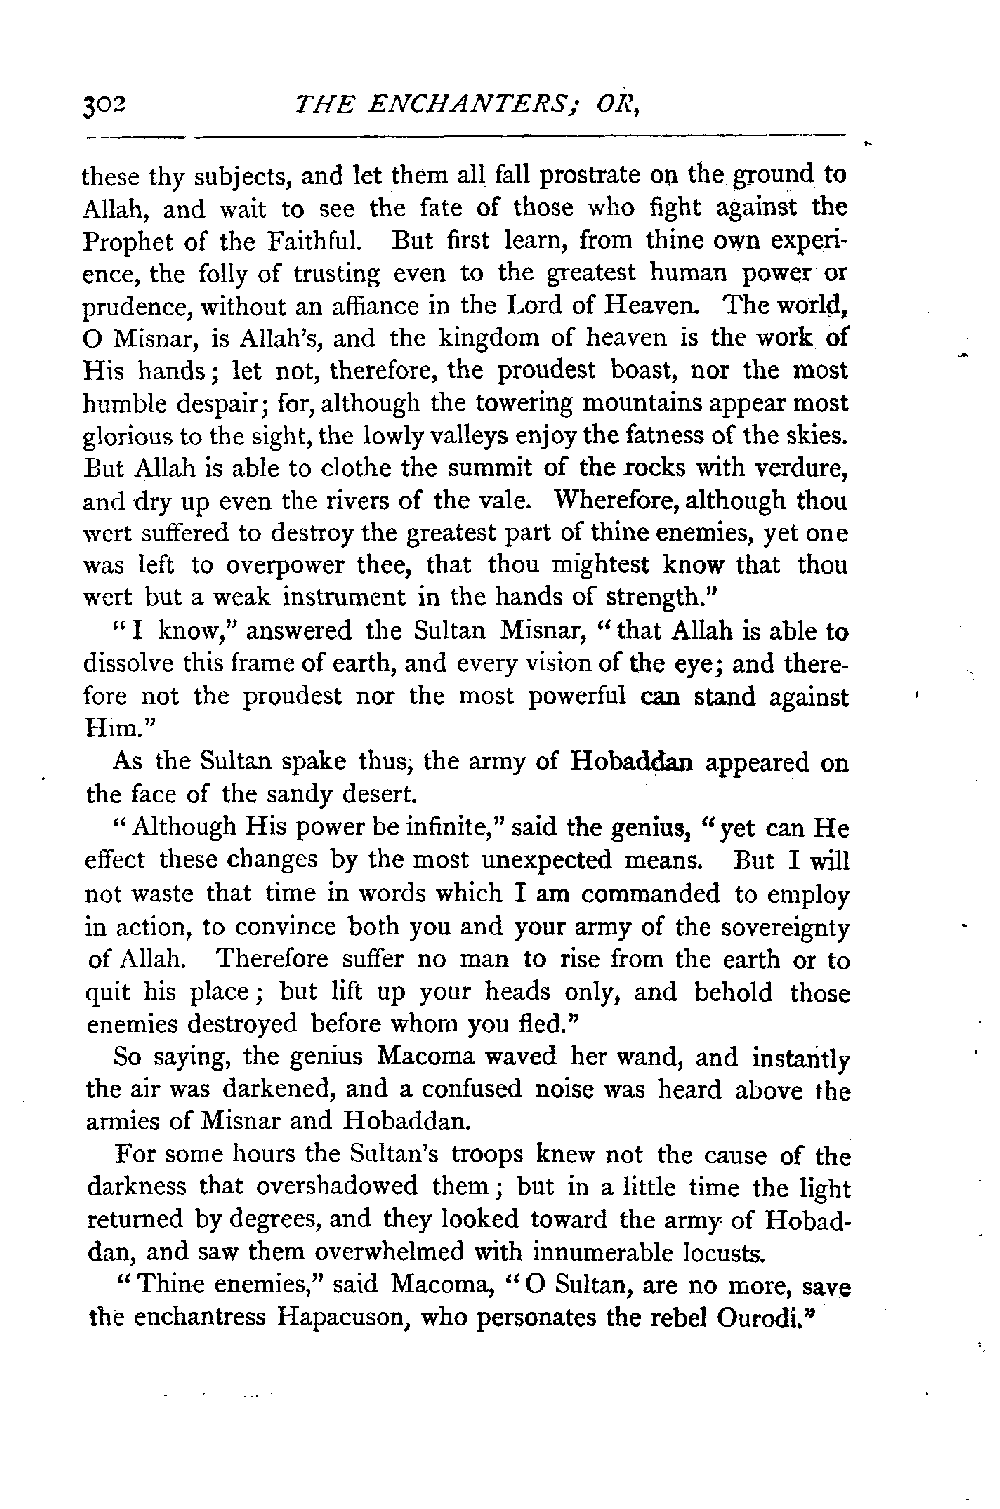 302 THE ENCHANTERS; OR,
these thy subjects, and let them all fall prostrate on the ground to
Allah, and wait to see the fate of those who fight against the
Prophet of the Faithful. But first learn, from thine own experi-
ence, the folly of trusting even to the greatest human power or
prudence, without an affiance in the Lord of Heaven. The world,
O Misnar, is Allah's, and the kingdom of heaven is the work of
His hands; let not, therefore, the proudest boast, nor the most
humble despair; for, although the towering mountains appear most
glorious to the sight, the lowly valleys enjoy the fatness of the skies.
But Allah is able to clothe the summit of the rocks with verdure,
and dry up even the rivers of the vale. Wherefore, although thou
wert suffered to destroy the greatest part of thine enemies, yet one
was left to overpower thee, that thou mightest know that thou
wert but a weak instrument in the hands of strength."
"I know," answered the Sultan Misnar, "that Allah is able to
dissolve this frame of earth, and every vision of the eye; and there-
fore not the proudest nor the most powerful can stand against
Him."
As the Sultan spake thus, the army of Hobaddan appeared on
the face of the sandy desert.
"Although His power be infinite," said the genius, "yet can He
effect these changes by the most unexpected means. But I will
not waste that time in words which I am commanded to employ
in action, to convince both you and your army of the sovereignty
of Allah. Therefore suffer no man to rise from the earth or to
quit his place; but lift up your heads only, and behold those
enemies destroyed before whom you fled."
So saying, the genius Macoma waved her wand, and instantly
the air was darkened, and a confused noise was heard above the
armies of Misnar and Hobaddan.
For some hours the Sultan's troops knew not the cause of the
darkness that overshadowed them; but in a little time the light
returned by degrees, and they looked toward the army of Hobad-
dan, and saw them overwhelmed with innumerable locusts.
"Thine enemies," said Macoma, "O Sultan, are no more, save
the enchantress Hapacuson, who personates the rebel Ourodi."